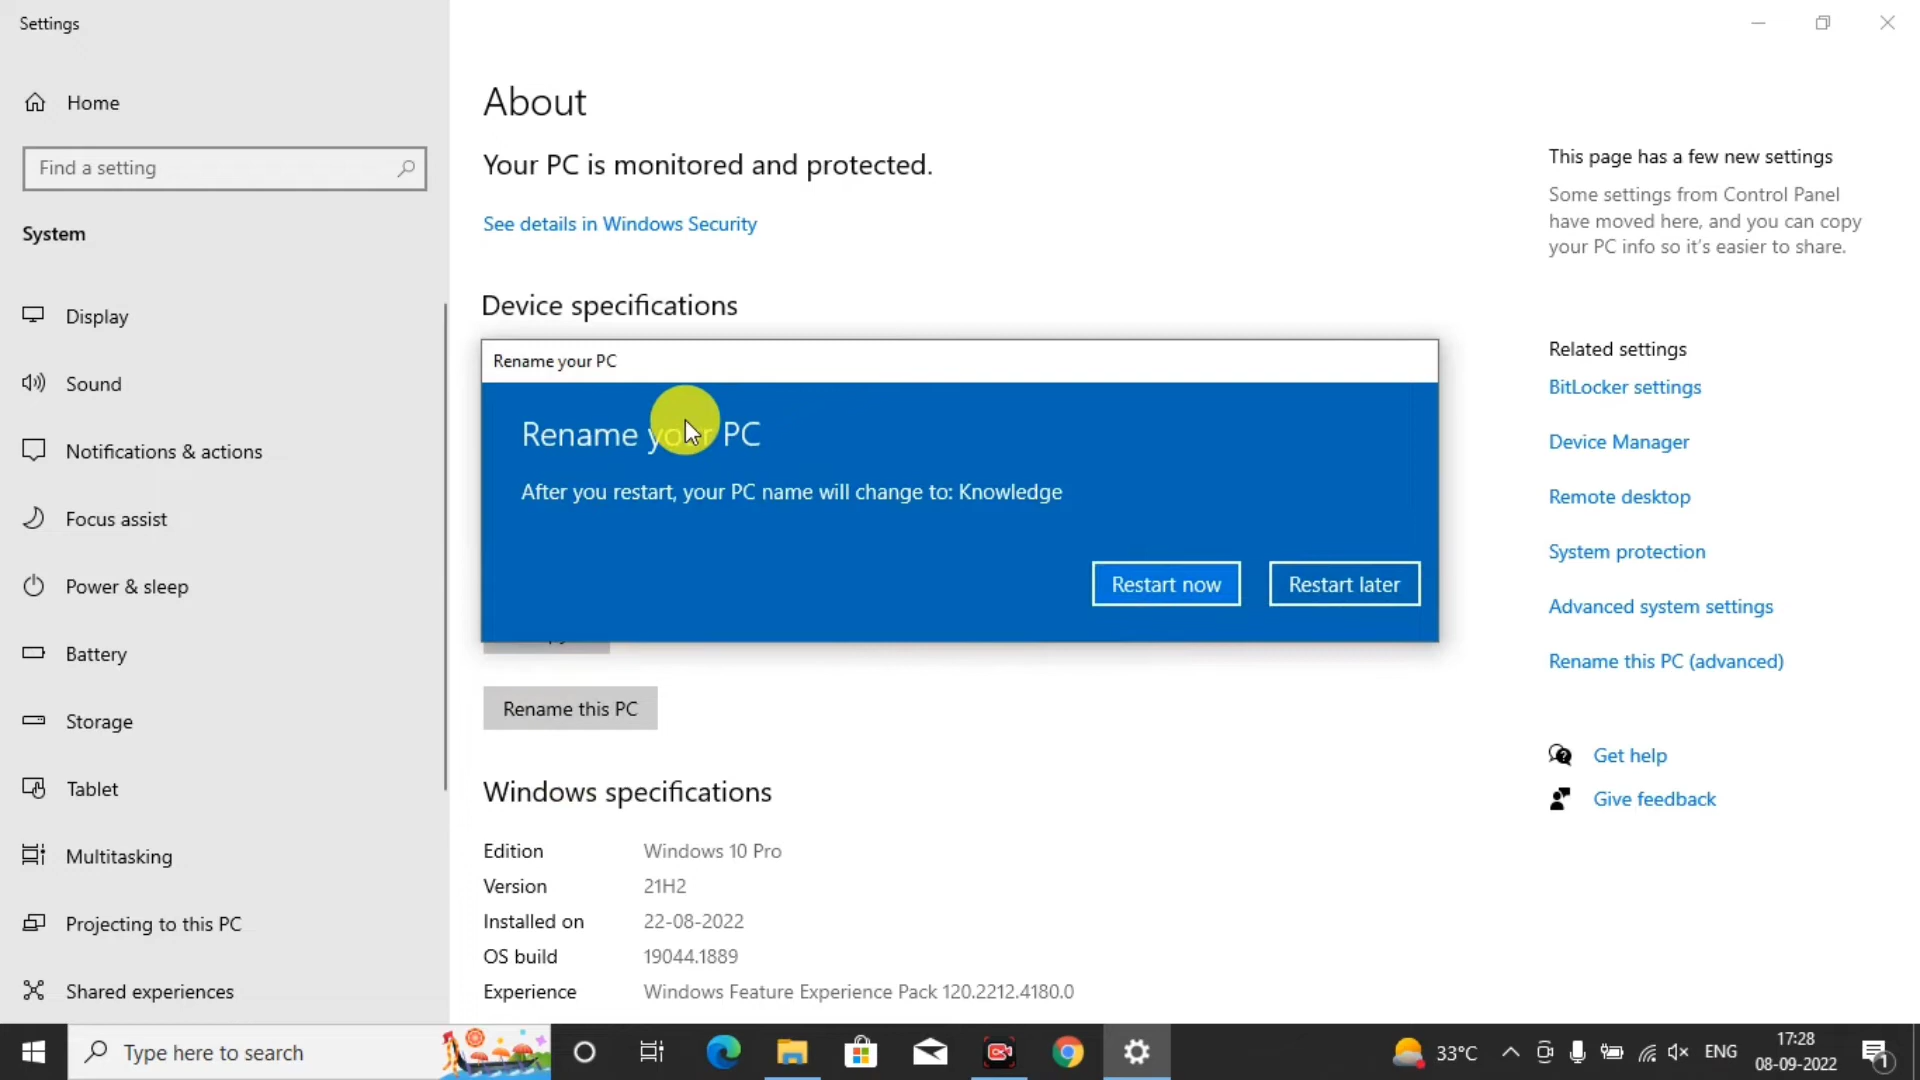 Settings
Home
Find a setting
System
Display
Sound
Notifications & actions
Focus assist
Power & sleep
Battery
Storage
Tablet
Multitasking
Projecting to this PC
Shared experiences
About
Your PC is monitored and protected.
See details in Windows Security
Device specifications
Rename your PC
Rename your PC
After you restart, your PC name will change to: Knowledge
Restart now
Restart later
Rename this PC
Windows specifications
Edition Windows 10 Pro
Version 21H2
Installed on 22-08-2022
OS build 19044.1889
Experience Windows Feature Experience Pack 120.2212.4180.0
This page has a few new settings
Some settings from Control Panel
have moved here, and you can copy
your PC info so it's easier to share.
Related settings
BitLocker settings
Device Manager
Remote desktop
System protection
Advanced system settings
Rename this PC (advanced)
Get help
Give feedback
Type here to search
33°C
ENG
17:28
08-09-2022
1